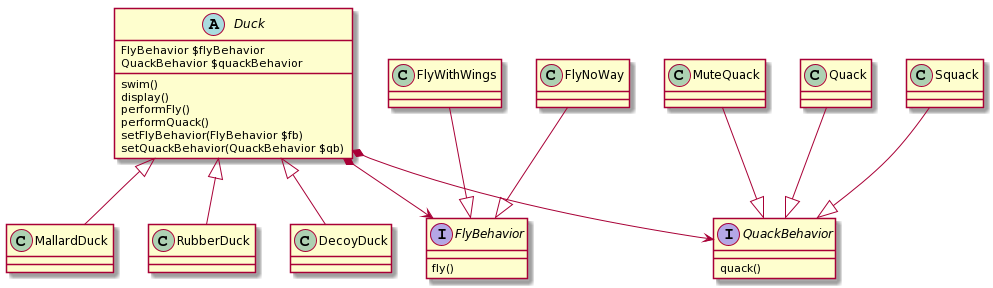 A Duck
FlyBehavior $flyBehavior
QuackBehavior $quackBehavior
swim()
display()
performFly()
performQuack()
setFlyBehavior(FlyBehavior $fb)
setQuackBehavior(QuackBehavior $qb)
C FlyWithWings
C FlyNoWay
C MuteQuack
C Quack
C Squack
C MallardDuck
C RubberDuck
C DecoyDuck
I FlyBehavior
fly()
I QuackBehavior
quack()